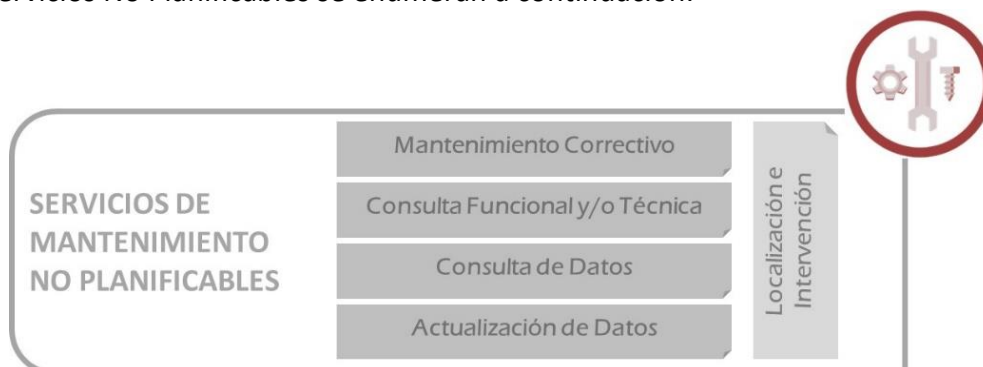 ervicios No Planificables se enumeran a continuación:
SERVICIOS DE
MANTENIMIENTO
NO PLANIFICABLES
Mantenimiento Correctivo
Consulta Funcional y/o Técnica
Consulta de Datos
Actualización de Datos
Localización e
Intervención